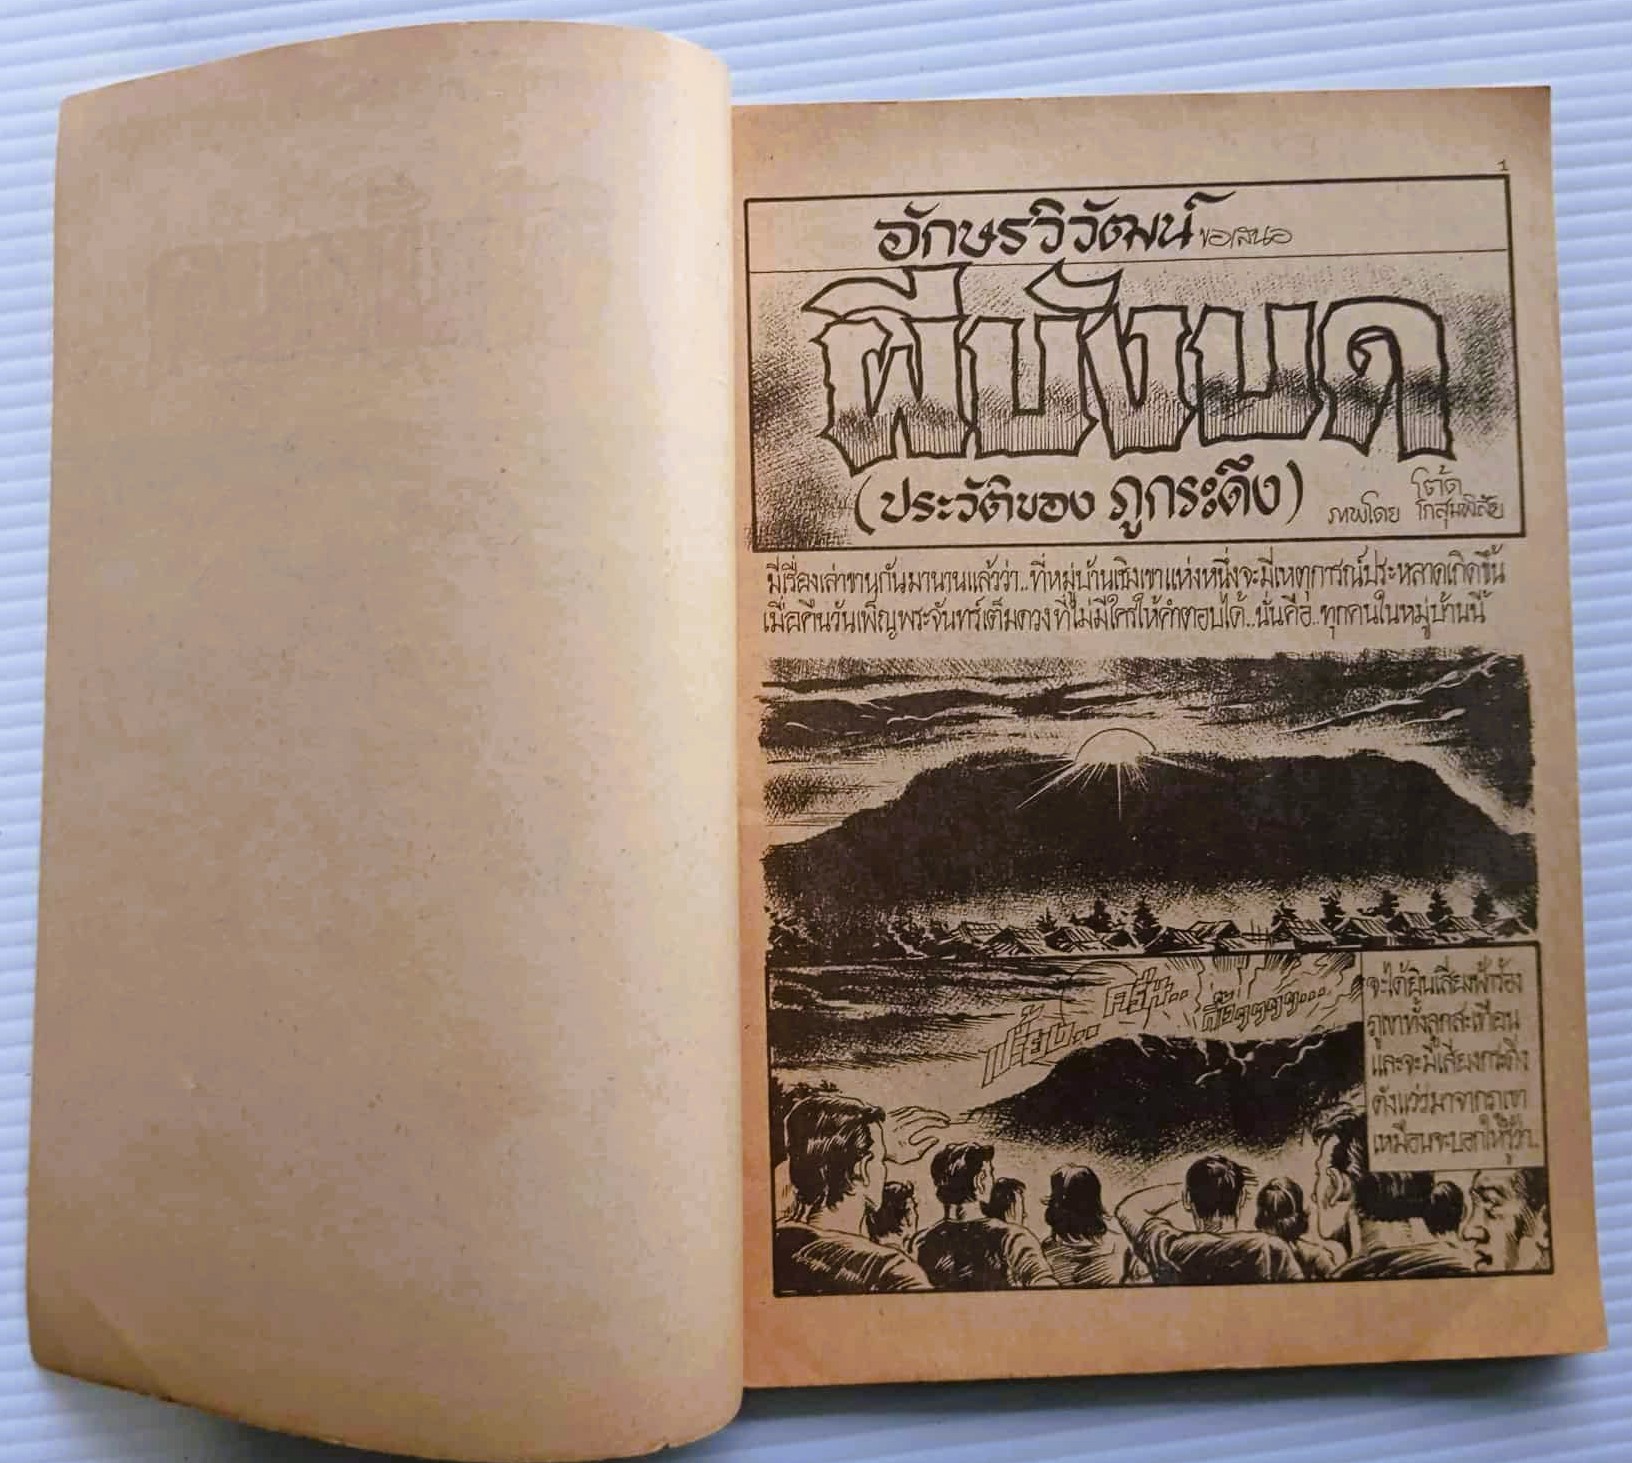 1
อักษรวิวัฒน์ ขอเสนอ
ผีบังบด
(ประวัติของ ภูกระดึง)
ภาพโดย โต้ด โกสุมพิสัย
มีเรื่องเล่าขานกันมานานแล้วว่า..ที่หมู่บ้านเชิงเขาแห่งหนึ่งจะมีเหตุการณ์ประหลาดเกิดขึ้น
เมื่อคืนวันเพ็ญพระจันทร์เต็มดวงที่ไม่มีใครให้คำตอบได้..นั่นคือ..ทุกคนในหมู่บ้านนี้
จะได้ยินเสียงฟ้าร้อง
ภูเขาทั้งลูกสะเทือน
และจะมีเสียงกระดึง
ดังแว่วมาจากภูเขา
เหมือนจะบอกให้รู้ว่า..
เปรี้ยง.. ครืน..